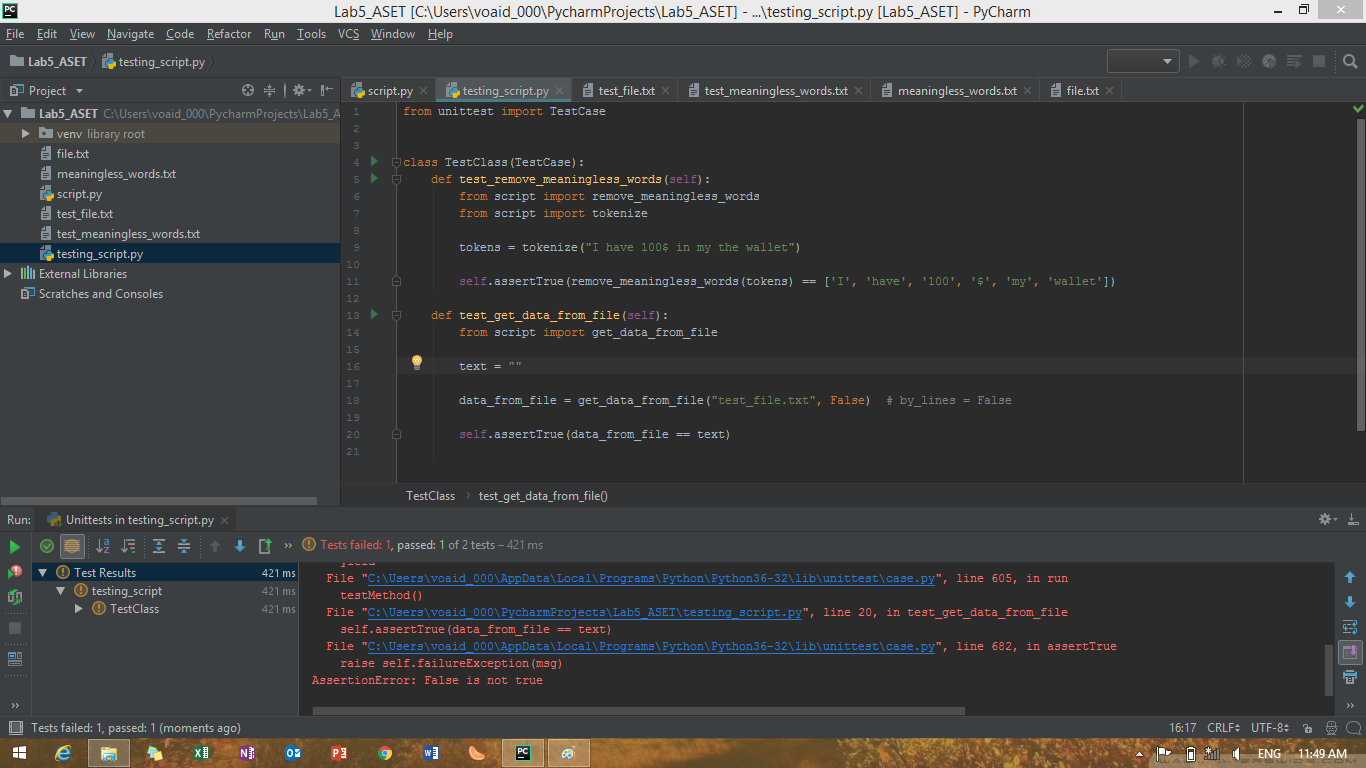 Lab5_ASET [C:\Users\voaid_000\PycharmProjects\Lab5_ASET] - ...\testing_script.py [Lab5_ASET] - PyCharm
File Edit View Navigate Code Refactor Run Tools VCS Window Help
Lab5_ASET testing_script.py
Project
script.py testing_script.py test_file.txt test_meaningless_words.txt meaningless_words.txt file.txt
Lab5_ASET C:\Users\voaid_000\PycharmProjects\Lab5_A
venv library root
file.txt
meaningless_words.txt
script.py
test_file.txt
test_meaningless_words.txt
testing_script.py
External Libraries
Scratches and Consoles
1 from unittest import TestCase
2
3
4 class TestClass(TestCase):
5 def test_remove_meaningless_words(self):
6 from script import remove_meaningless_words
7 from script import tokenize
8
9 tokens = tokenize("I have 100$ in my the wallet")
10
11 self.assertTrue(remove_meaningless_words(tokens) == ['I', 'have', '100', '$', 'my', 'wallet'])
12
13 def test_get_data_from_file(self):
14 from script import get_data_from_file
15
16 text = ""
17
18 data_from_file = get_data_from_file("test_file.txt", False) # by_lines = False
19
20 self.assertTrue(data_from_file == text)
21
TestClass test_get_data_from_file()
Run: Unittests in testing_script.py
Tests failed: 1, passed: 1 of 2 tests – 421 ms
Test Results 421 ms
testing_script 421 ms
TestClass 421 ms
yield
File "C:\Users\voaid_000\AppData\Local\Programs\Python\Python36-32\lib\unittest\case.py", line 605, in run
testMethod()
File "C:\Users\voaid_000\PycharmProjects\Lab5_ASET\testing_script.py", line 20, in test_get_data_from_file
self.assertTrue(data_from_file == text)
File "C:\Users\voaid_000\AppData\Local\Programs\Python\Python36-32\lib\unittest\case.py", line 682, in assertTrue
raise self.failureException(msg)
AssertionError: False is not true
Tests failed: 1, passed: 1 (moments ago)
16:17 CRLF UTF-8
ENG 11:49 AM